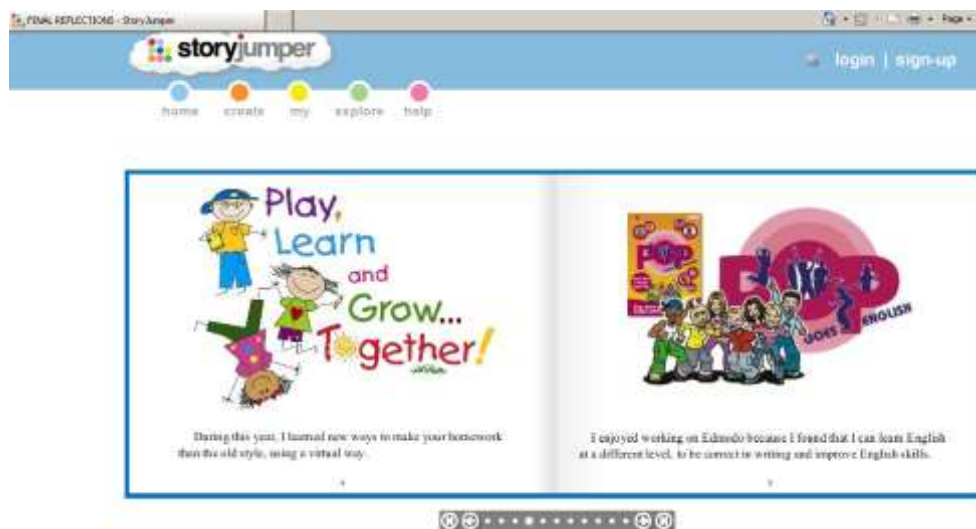 FINAL REFLECTIONS - StoryJumper
Page
storyjumper
login | sign-up
home create my explore help
Play,
Learn
and
Grow...
Together!
During this year, I learned new ways to make your homework
than the old style, using a virtual way.
4
POP
POP
GOES ENGLISH
I enjoyed working on Edmodo because I found that I can learn English
at a different level, to be correct in writing and improve English skills.